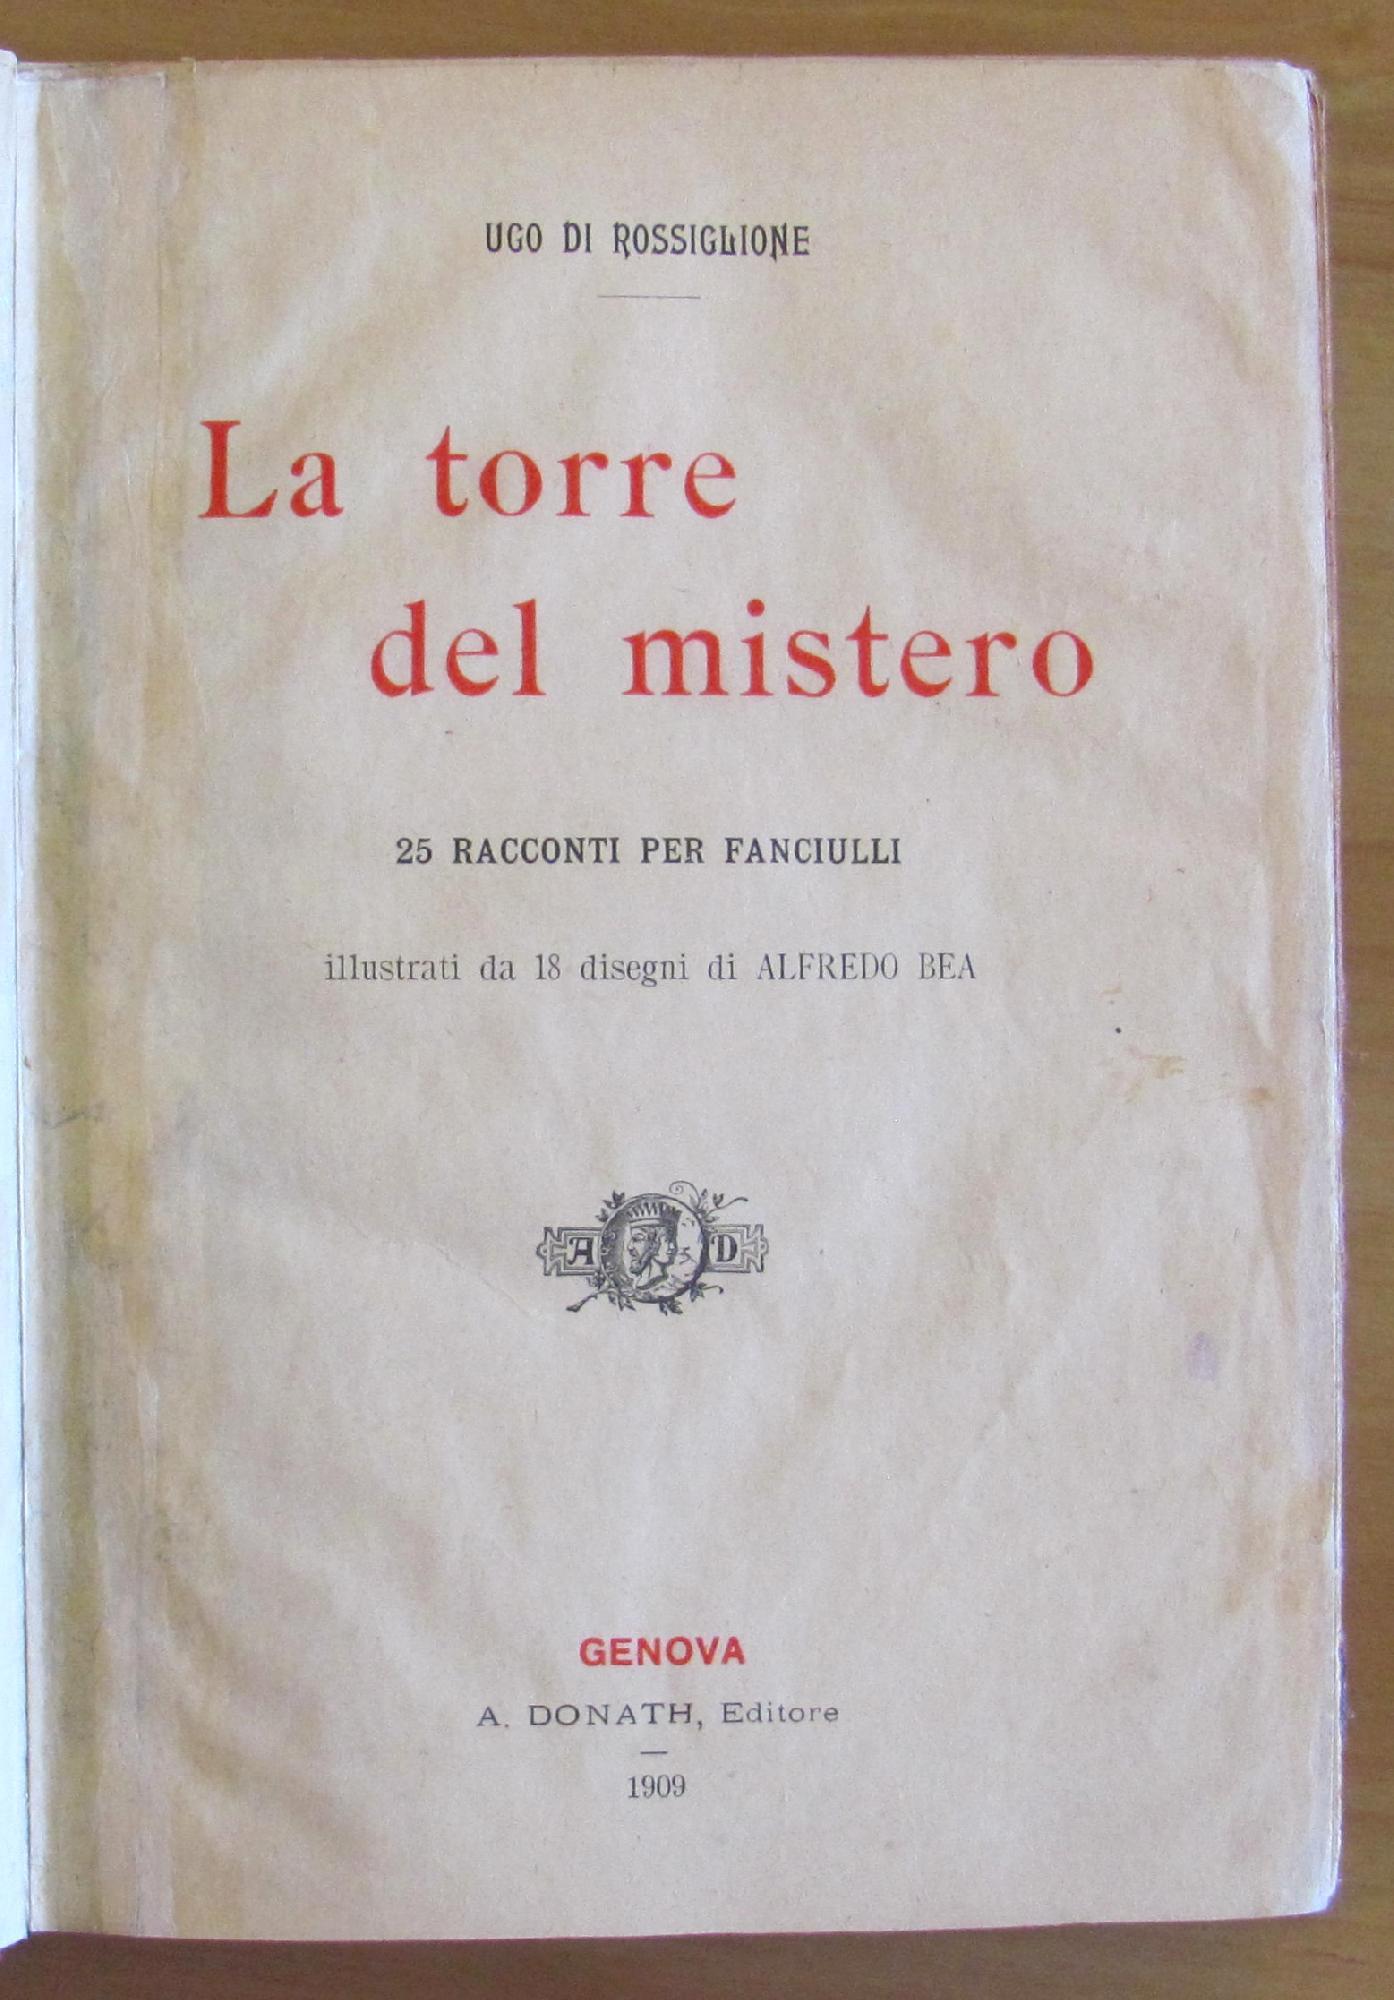 UGO DI ROSSIGLIONE
La torre
del mistero
25 RACCONTI PER FANCIULLI
illustrati da 18 disegni di ALFREDO BEA
A D
GENOVA
A. DONATH, Editore
1909